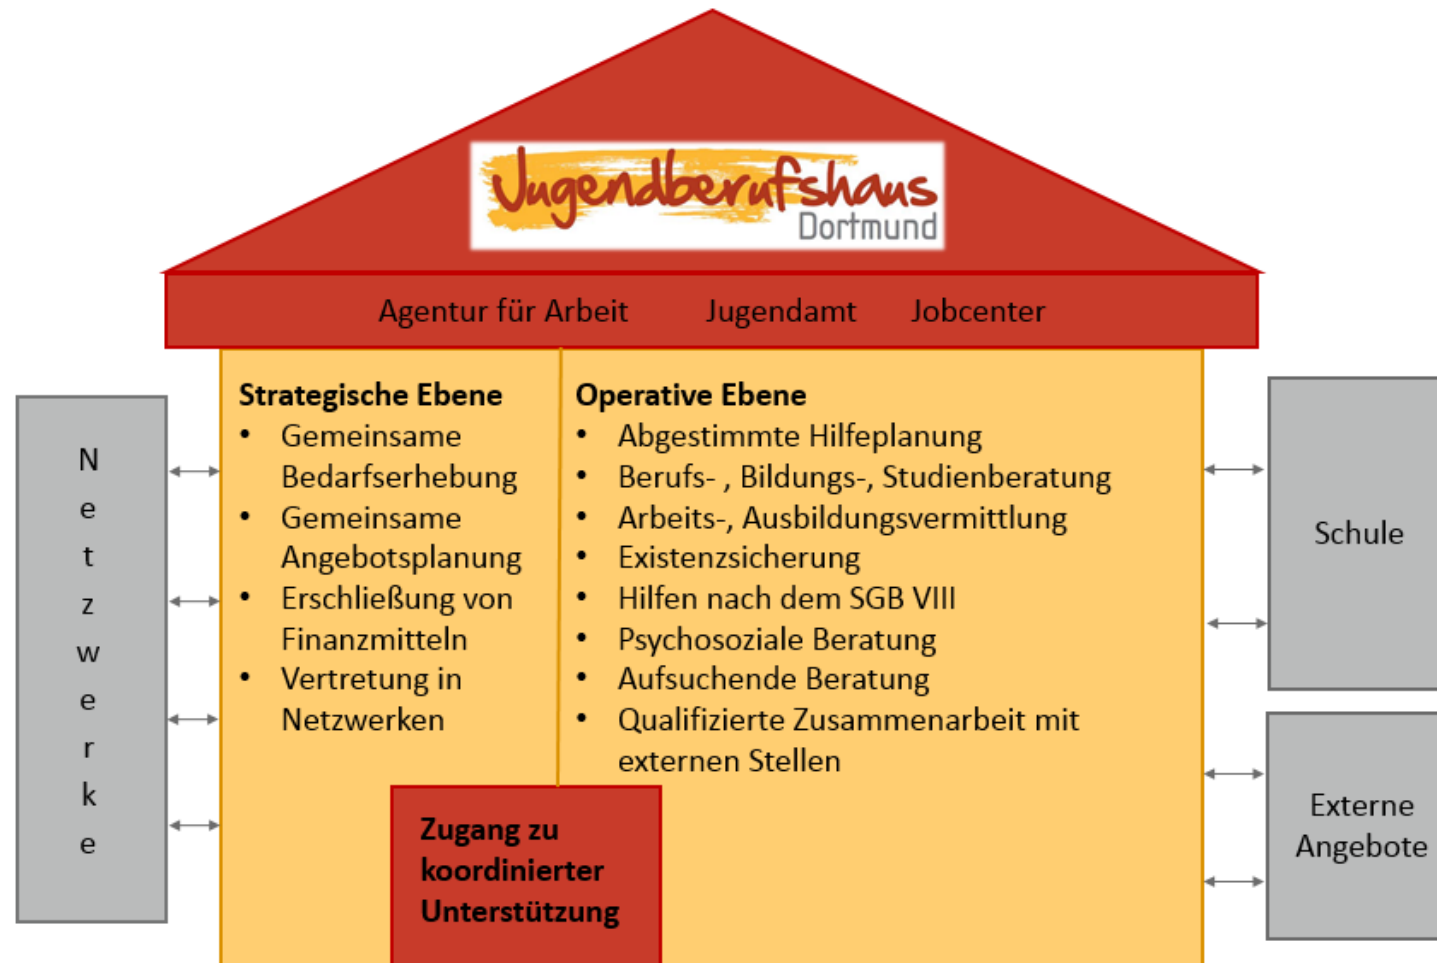 Jugendberufshaus
Dortmund
Agentur für Arbeit Jugendamt Jobcenter
Netzwerke
Strategische Ebene
• Gemeinsame
Bedarfserhebung
• Gemeinsame
Angebotsplanung
• Erschließung von
Finanzmitteln
• Vertretung in
Netzwerken
Operative Ebene
• Abgestimmte Hilfeplanung
• Berufs- , Bildungs-, Studienberatung
• Arbeits-, Ausbildungsvermittlung
• Existenzsicherung
• Hilfen nach dem SGB VIII
• Psychosoziale Beratung
• Aufsuchende Beratung
• Qualifizierte Zusammenarbeit mit
externen Stellen
Zugang zu
koordinierter
Unterstützung
Schule
Externe
Angebote